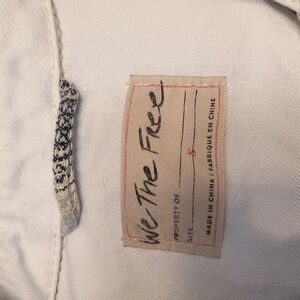 We The Free
PROPERTY OF
SIZE S
MADE IN CHINA / FABRIQUE EN CHINE